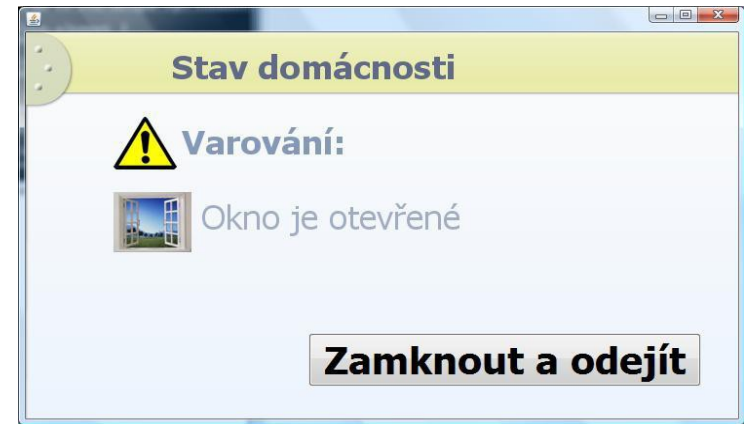 Stav domácnosti
Varování:
Okno je otevřené
Zamknout a odejít